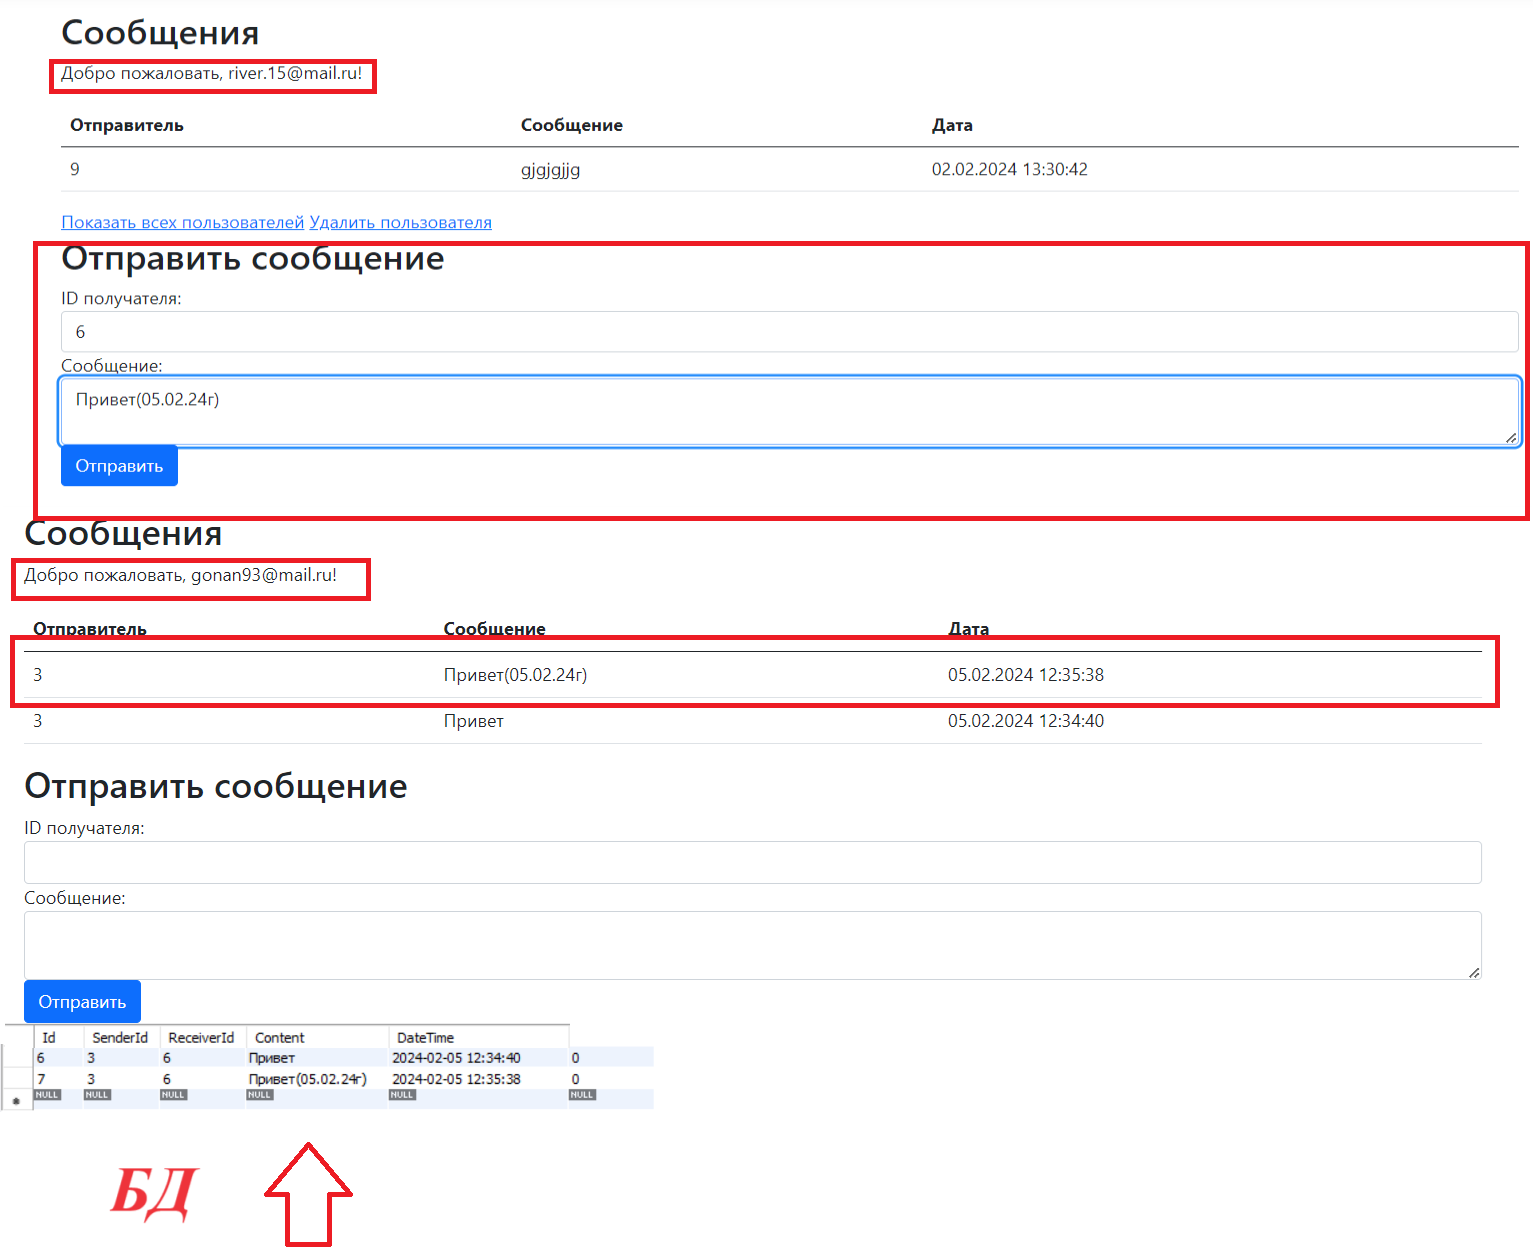 Сообщения
Добро пожаловать, river.15@mail.ru!
Отправитель Сообщение Дата
9 gjgjgjjg 02.02.2024 13:30:42
Показать всех пользователей Удалить пользователя
Отправить сообщение
ID получателя:
6
Сообщение:
Привет(05.02.24г)
Отправить
Сообщения
Добро пожаловать, gonan93@mail.ru!
Отправитель Сообщение Дата
3 Привет(05.02.24г) 05.02.2024 12:35:38
3 Привет 05.02.2024 12:34:40
Отправить сообщение
ID получателя:
Сообщение:
Отправить
Id SenderId ReceiverId Content DateTime
6 3 6 Привет 2024-02-05 12:34:40 0
7 3 6 Привет(05.02.24г) 2024-02-05 12:35:38 0
NULL NULL NULL NULL NULL NULL
БД